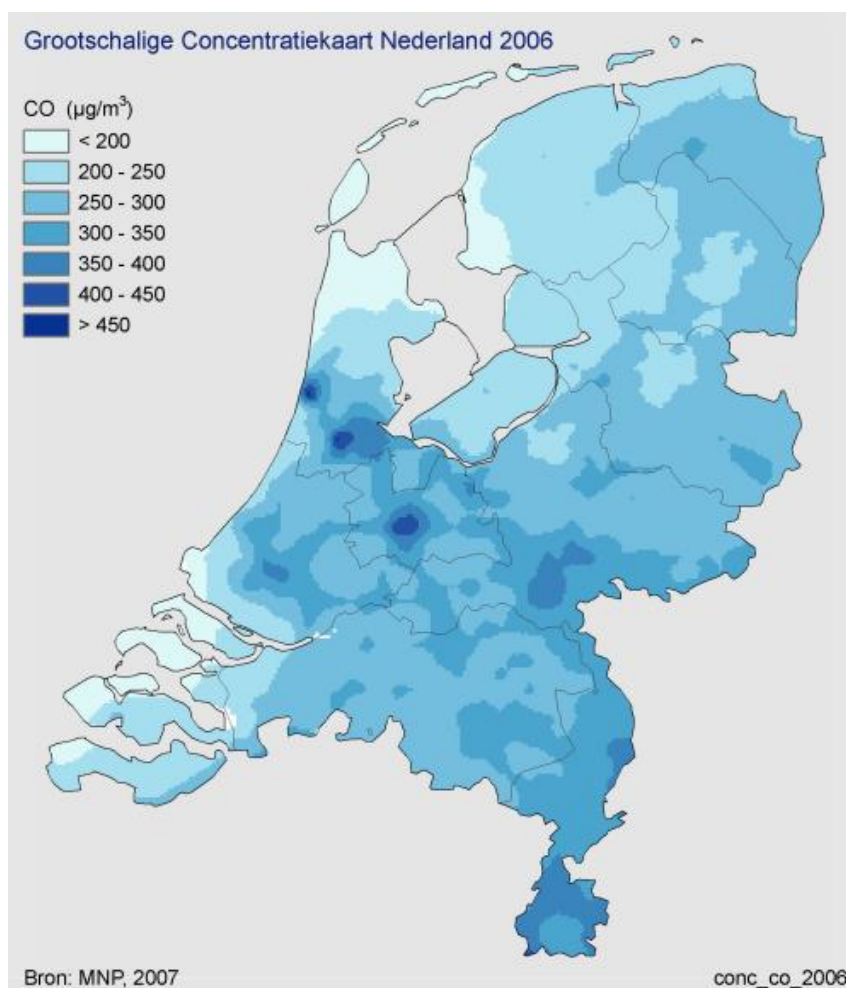 Grootschalige Concentratiekaart Nederland 2006
CO (µg/m³)
< 200
200 - 250
250 - 300
300 - 350
350 - 400
400 - 450
> 450
Bron: MNP, 2007
conc_co_2006